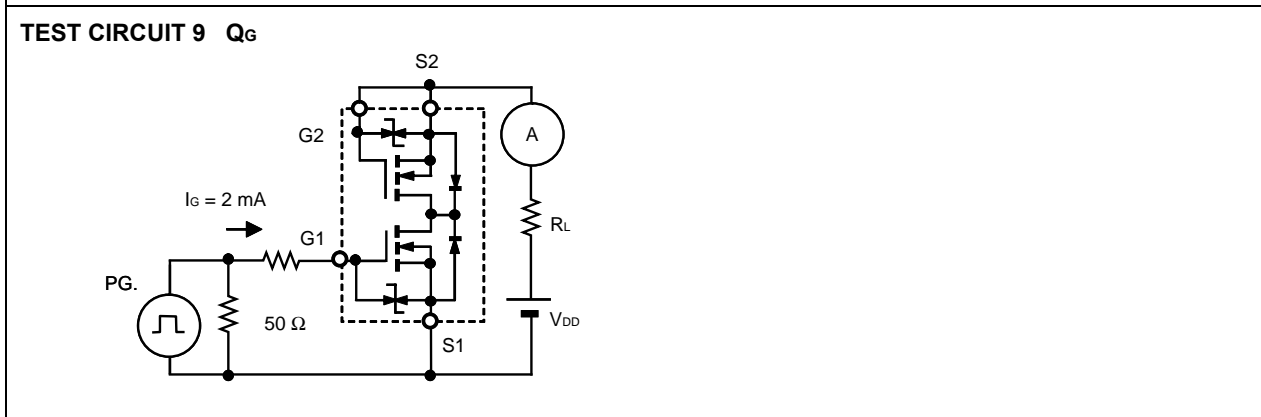 TEST CIRCUIT 9 QG
S2
G2
A
IG = 2 mA
RL
G1
PG.
50 Ω
VDD
S1